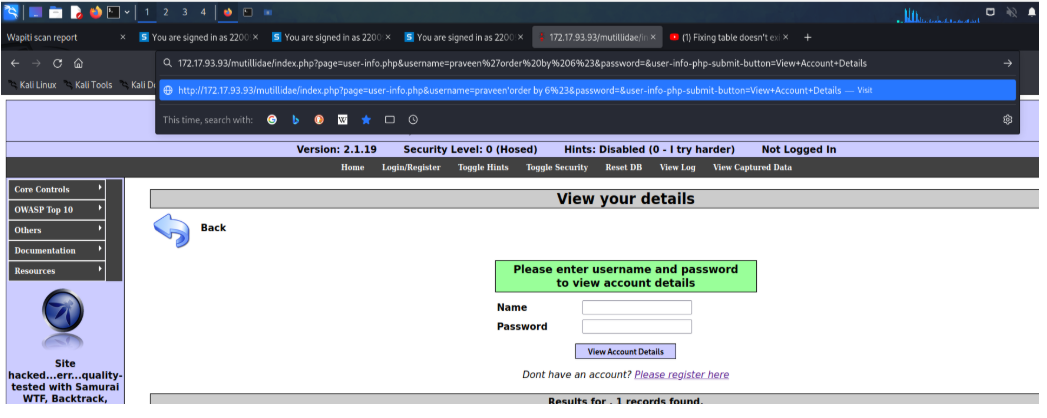 1 2 3 4
Wapiti scan report × You are signed in as 2200 × You are signed in as 2200 × You are signed in as 2200 × 172.17.93.93/mutillidae/in × (1) Fixing table doesn't exi × +
172.17.93.93/mutillidae/index.php?page=user-info.php&username=praveen%27order%20by%206%23&password=&user-info-php-submit-button=View+Account+Details
Kali Linux Kali Tools Kali D
http://172.17.93.93/mutillidae/index.php?page=user-info.php&username=praveen'order by 6%23&password=&user-info-php-submit-button=View+Account+Details — Visit
This time, search with:
Version: 2.1.19 Security Level: 0 (Hosed) Hints: Disabled (0 - I try harder) Not Logged In
Home Login/Register Toggle Hints Toggle Security Reset DB View Log View Captured Data
Core Controls
OWASP Top 10
Others
Documentation
Resources
Site
hacked...err...quality-
tested with Samurai
WTF, Backtrack,
View your details
Back
Please enter username and password
to view account details
Name
Password
View Account Details
Dont have an account? Please register here
Results for . 1 records found.